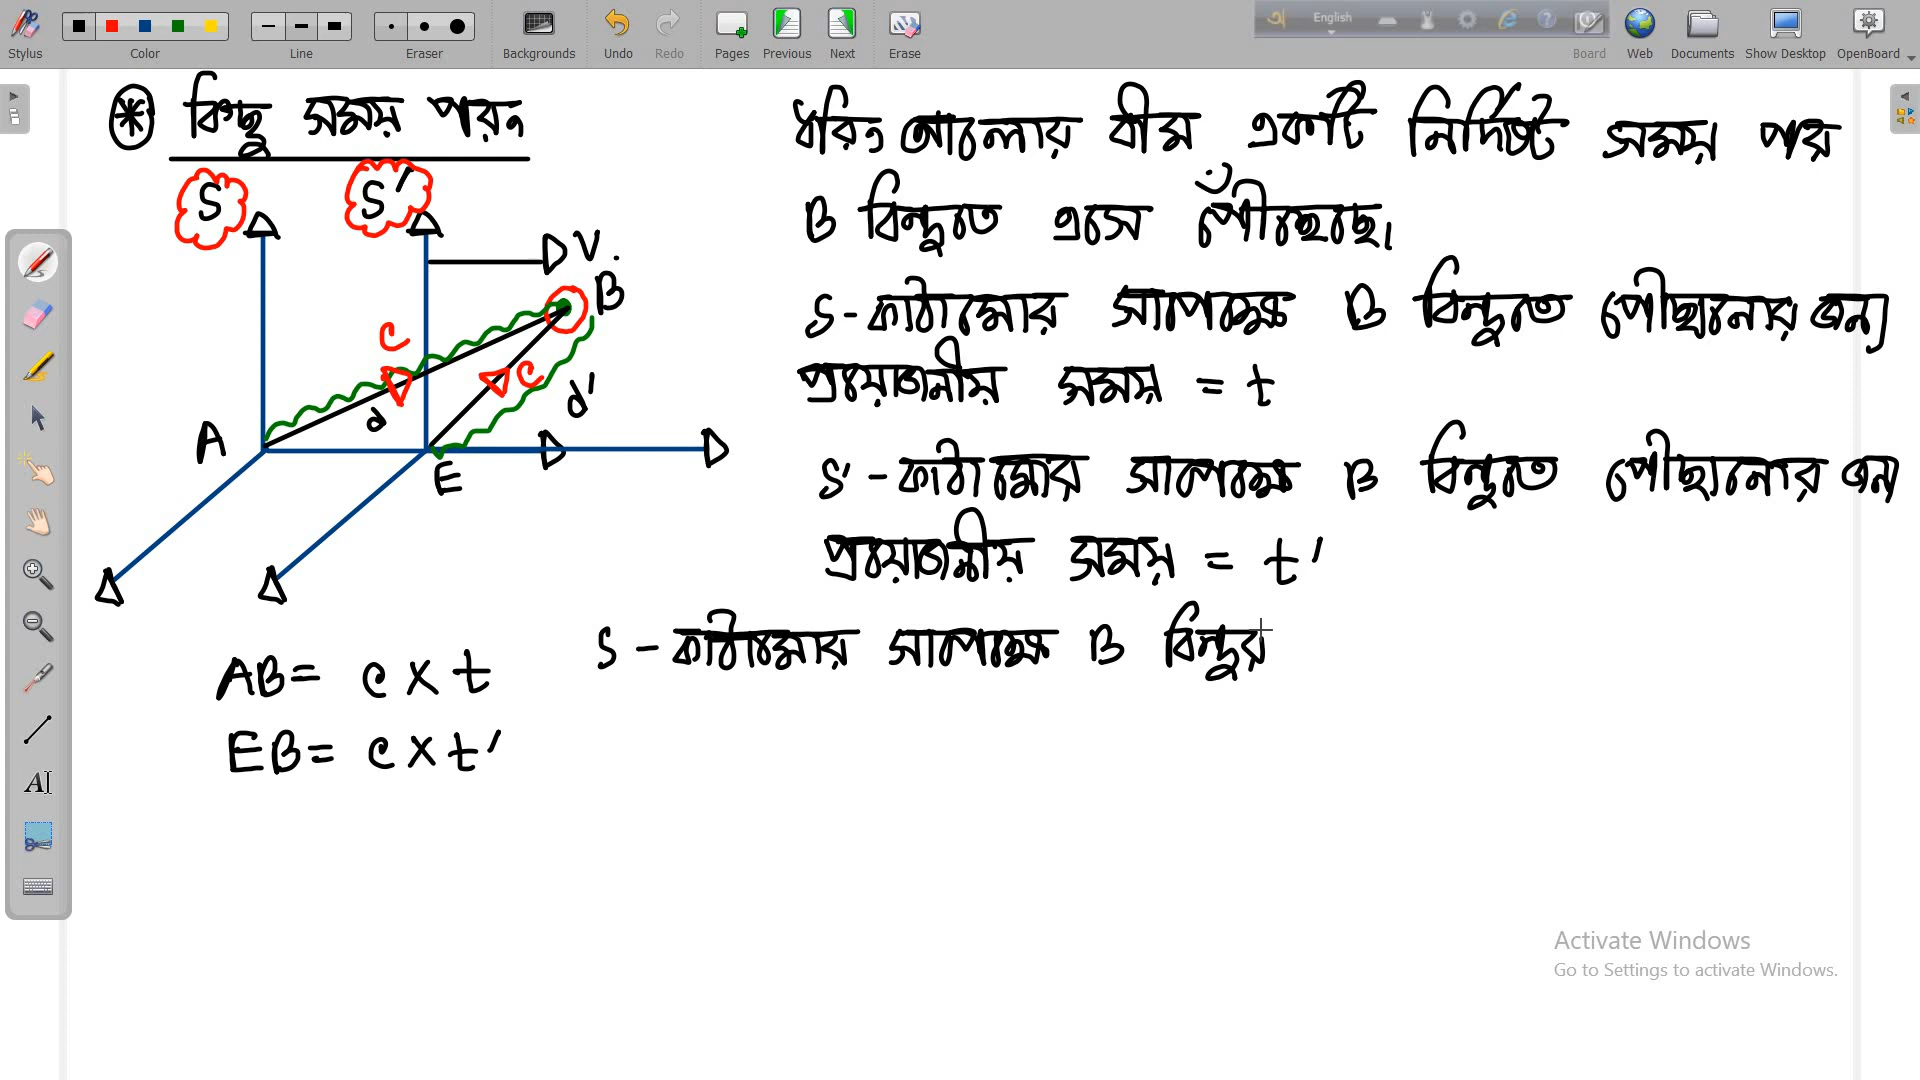 Stylus
Color
Line
Eraser
Backgrounds
Undo
Redo
Pages
Previous
Next
Erase
English
Board
Web
Documents
Show Desktop
OpenBoard
কিছু সময় পরঃ
S
S'
V.
B
C
C
d
d'
A
E
AB = c × t
EB = c × t'
ধরি, আলোর বীম একটি নির্দিষ্ট সময় পর
B বিন্দুতে এসে পৌঁছেছে।
S - কাঠামোর সাপেক্ষে B বিন্দুতে পৌছানোর জন্য
প্রয়োজনীয় সময় = t
S' - কাঠামোর সাপেক্ষে B বিন্দুতে পৌছানোর জন্য
প্রয়োজনীয় সময় = t'
S - কাঠামোর সাপেক্ষে B বিন্দুর
AI
Activate Windows
Go to Settings to activate Windows.